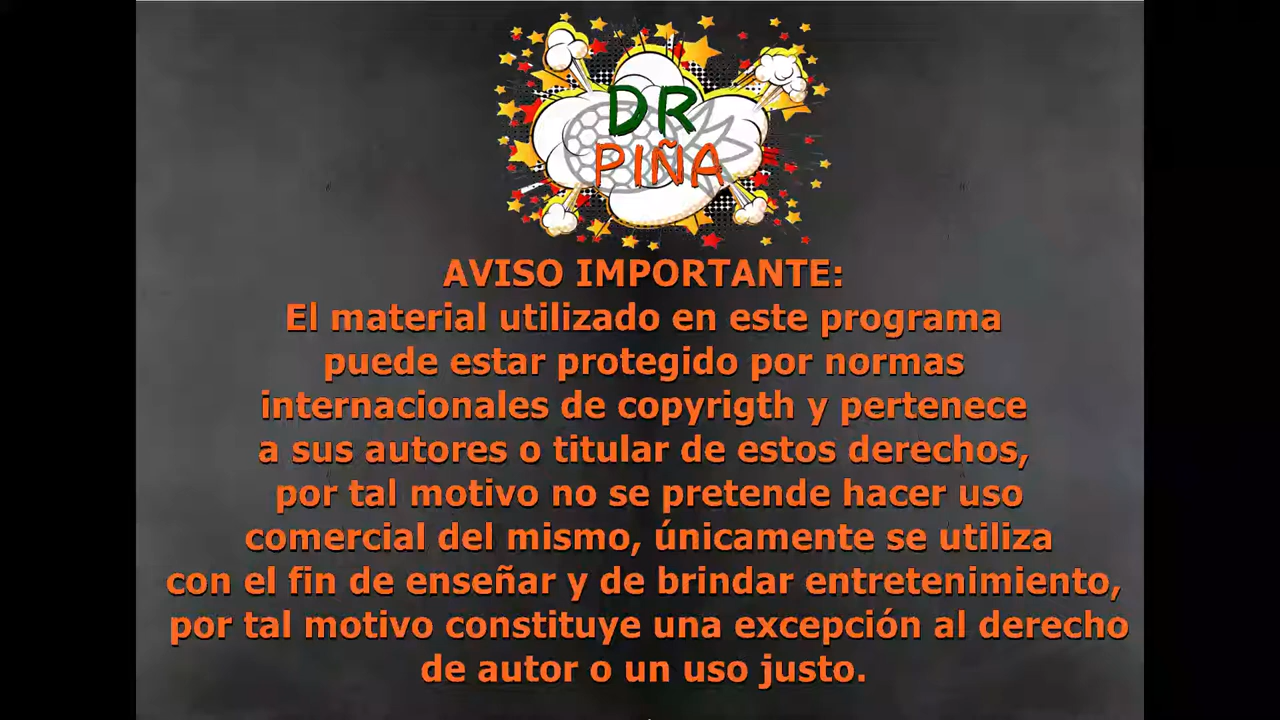 DR
PIÑA
AVISO IMPORTANTE:
El material utilizado en este programa
puede estar protegido por normas
internacionales de copyrigth y pertenece
a sus autores o titular de estos derechos,
por tal motivo no se pretende hacer uso
comercial del mismo, únicamente se utiliza
con el fin de enseñar y de brindar entretenimiento,
por tal motivo constituye una excepción al derecho
de autor o un uso justo.